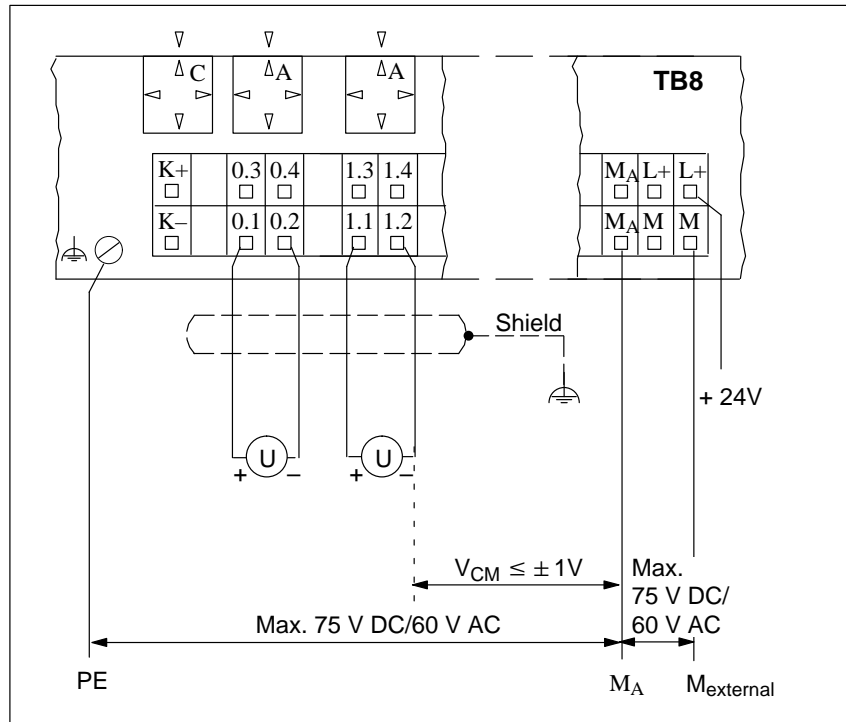 C A A TB8
K+ 0.3 0.4 1.3 1.4 MA L+ L+
K– 0.1 0.2 1.1 1.2 MA M M
Shield
+ 24V
U U
+ – + –
VCM ≤ ± 1V
Max.
75 V DC/
60 V AC
Max. 75 V DC/60 V AC
PE MA Mexternal